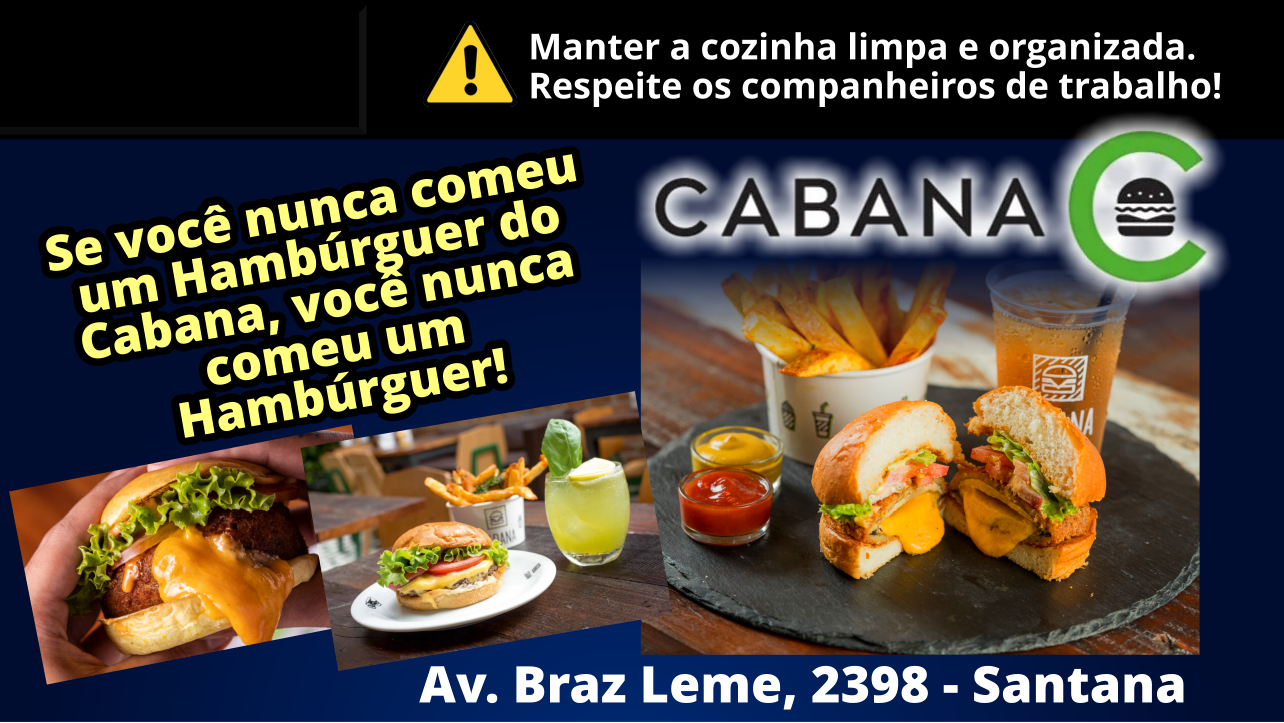 Manter a cozinha limpa e organizada.
Respeite os companheiros de trabalho!
CABANA
Se você nunca comeu
um Hambúrguer do
Cabana, você nunca
comeu um
Hambúrguer!
Av. Braz Leme, 2398 - Santana